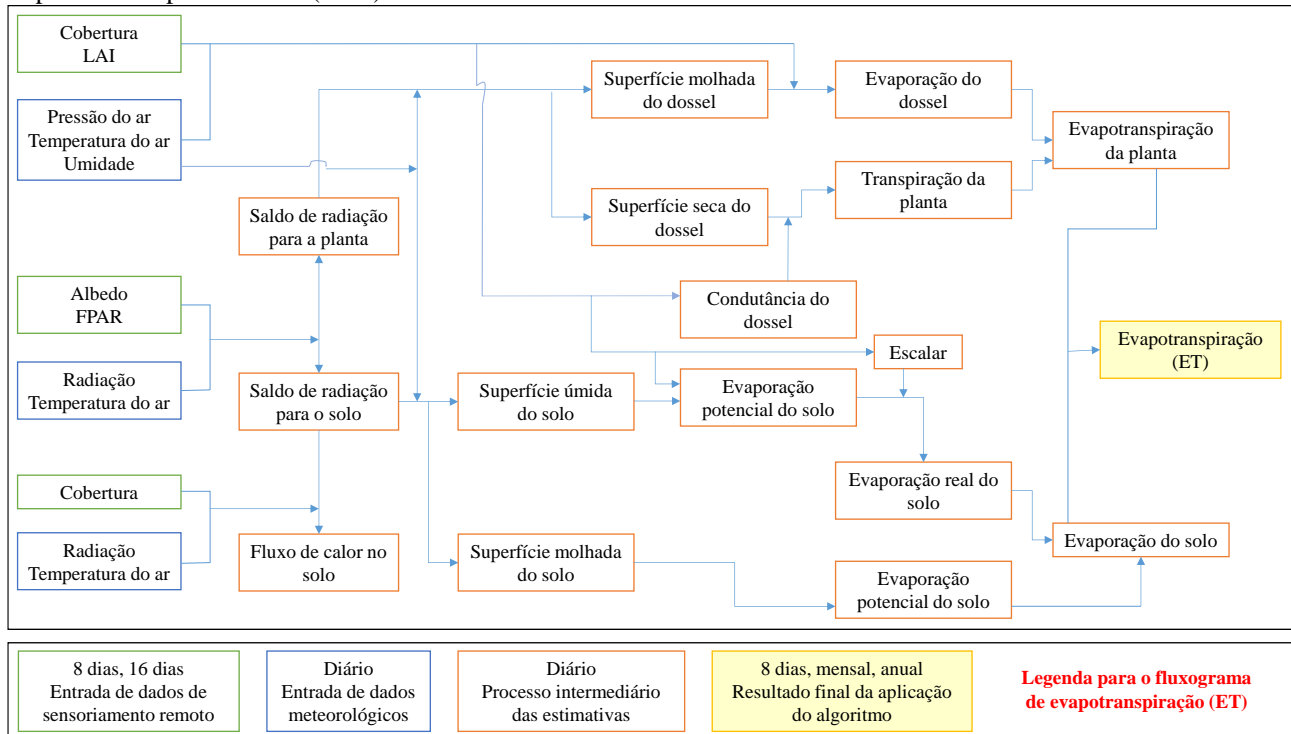 Cobertura
LAI
Pressão do ar
Temperatura do ar
Umidade
Superfície molhada
do dossel
Evaporação do
dossel
Evapotranspiração
da planta
Saldo de radiação
para a planta
Superfície seca do
dossel
Transpiração da
planta
Albedo
FPAR
Condutância do
dossel
Radiação
Temperatura do ar
Saldo de radiação
para o solo
Superfície úmida
do solo
Evaporação
potencial do solo
Escalar
Evapotranspiração
(ET)
Cobertura
Evaporação real do
solo
Radiação
Temperatura do ar
Fluxo de calor no
solo
Superfície molhada
do solo
Evaporação
potencial do solo
Evaporação do solo
8 dias, 16 dias
Entrada de dados de
sensoriamento remoto
Diário
Entrada de dados
meteorológicos
Diário
Processo intermediário
das estimativas
8 dias, mensal, anual
Resultado final da aplicação
do algoritmo
Legenda para o fluxograma
de evapotranspiração (ET)